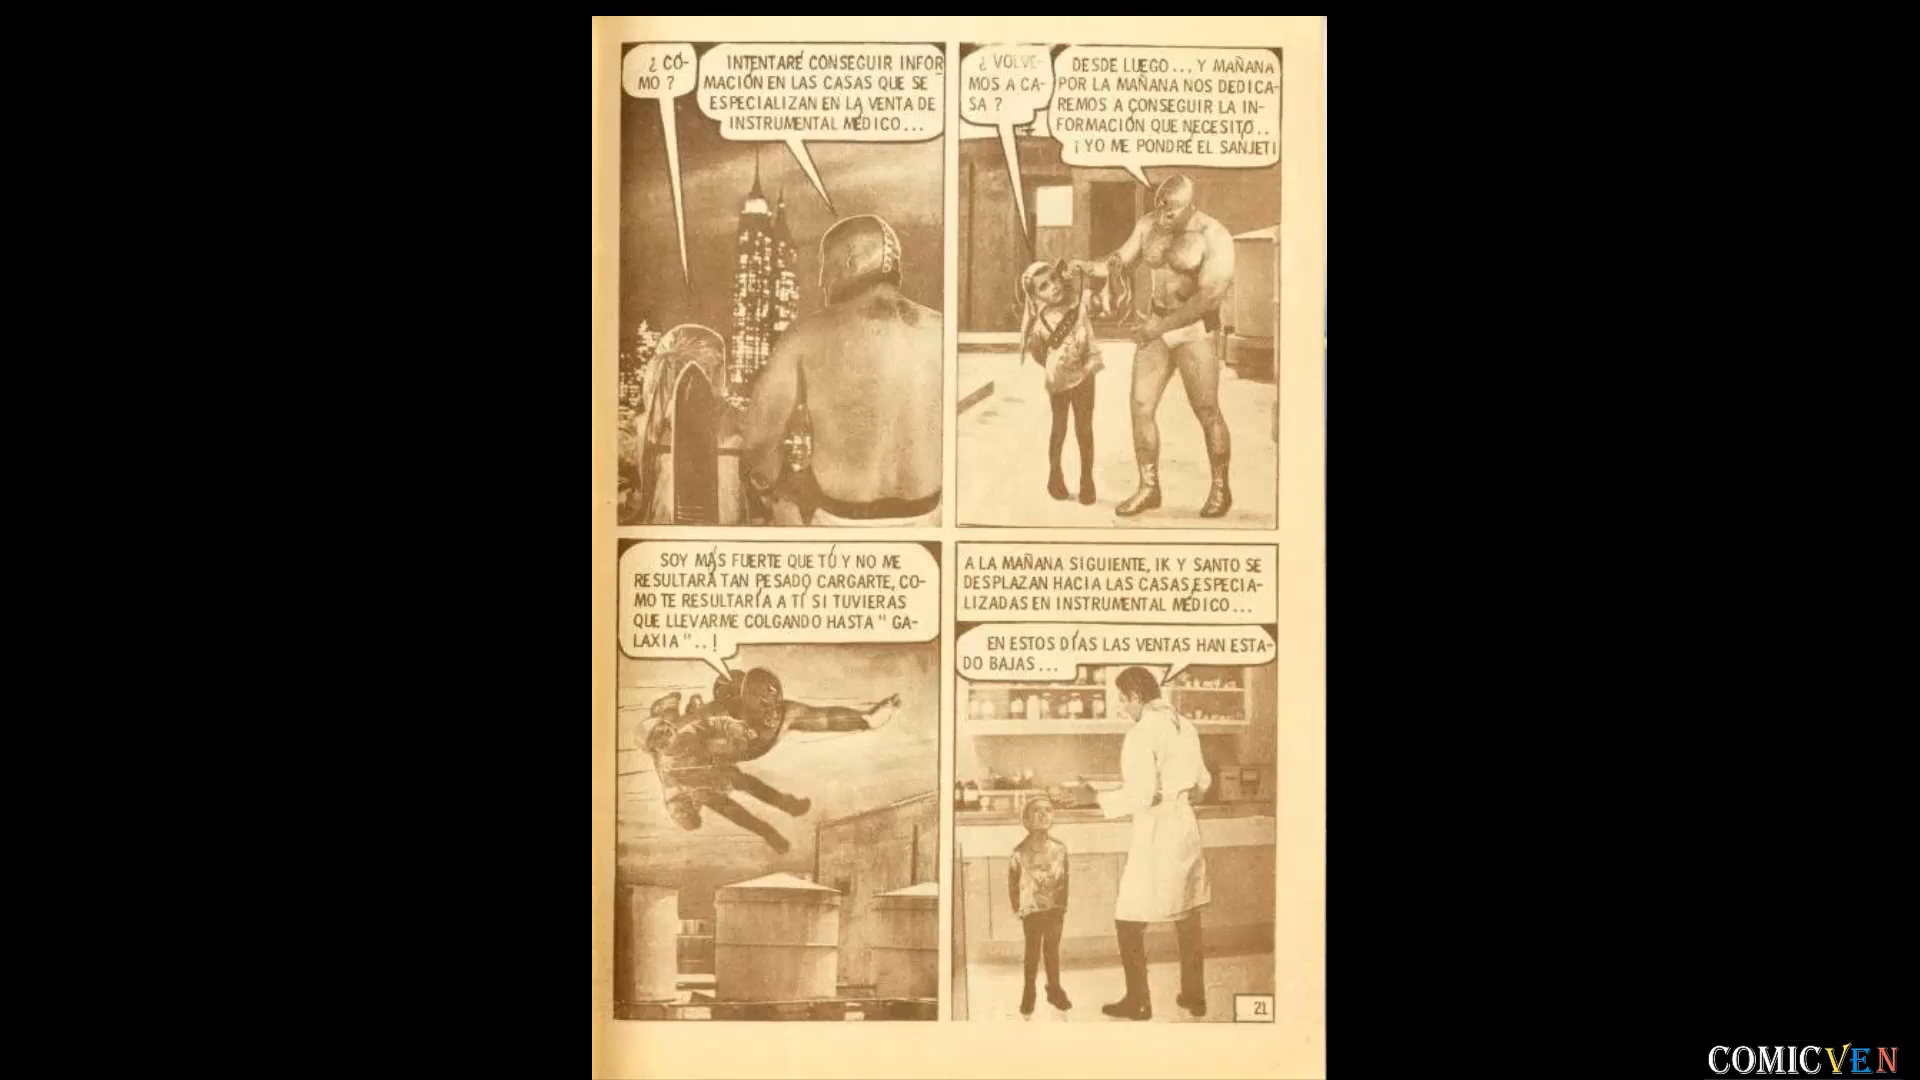 ¿ CÓ-
MO ?
INTENTARÉ CONSEGUIR INFOR
MACIÓN EN LAS CASAS QUE SE
ESPECIALIZAN EN LA VENTA DE
INSTRUMENTAL MÉDICO...
¿ VOLVE-
MOS A CA-
SA ?
DESDE LUEGO..., Y MAÑANA
POR LA MAÑANA NOS DEDICA-
REMOS A CONSEGUIR LA IN-
FORMACIÓN QUE NECESITO..
¡ YO ME PONDRÉ EL SANJET!
SOY MÁS FUERTE QUE TÚ Y NO ME
RESULTARÁ TAN PESADO CARGARTE, CO-
MO TE RESULTARÍA A TÍ SI TUVIERAS
QUE LLEVARME COLGANDO HASTA " GA-
LAXIA "..!
A LA MAÑANA SIGUIENTE, IK Y SANTO SE
DESPLAZAN HACIA LAS CASAS ESPECIA-
LIZADAS EN INSTRUMENTAL MÉDICO...
EN ESTOS DÍAS LAS VENTAS HAN ESTA-
DO BAJAS...
21
COMICVEN